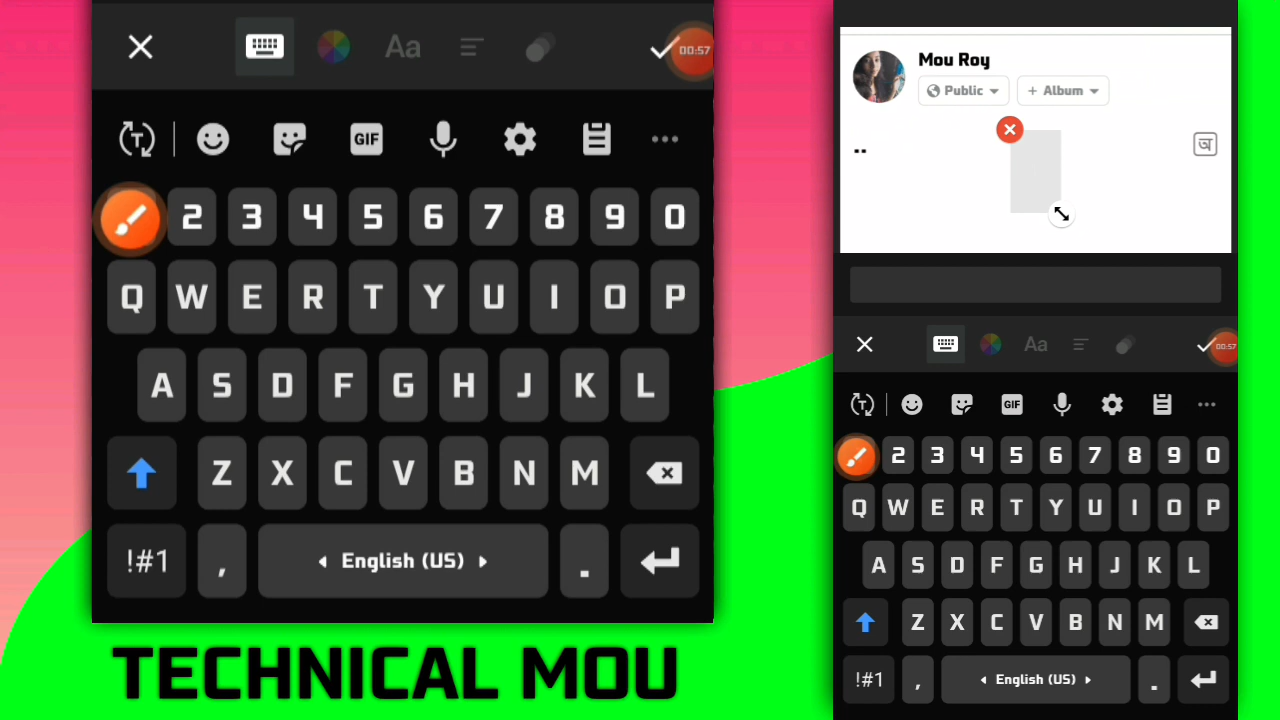 Aa
00:57
T
GIF
2 3 4 5 6 7 8 9 0
Q W E R T Y U I O P
A S D F G H J K L
Z X C V B N M
!#1 , English (US) .
TECHNICAL MOU
Mou Roy
Public
+ Album
..
অ
Aa
00:57
T
GIF
2 3 4 5 6 7 8 9 0
Q W E R T Y U I O P
A S D F G H J K L
Z X C V B N M
!#1 , English (US) .